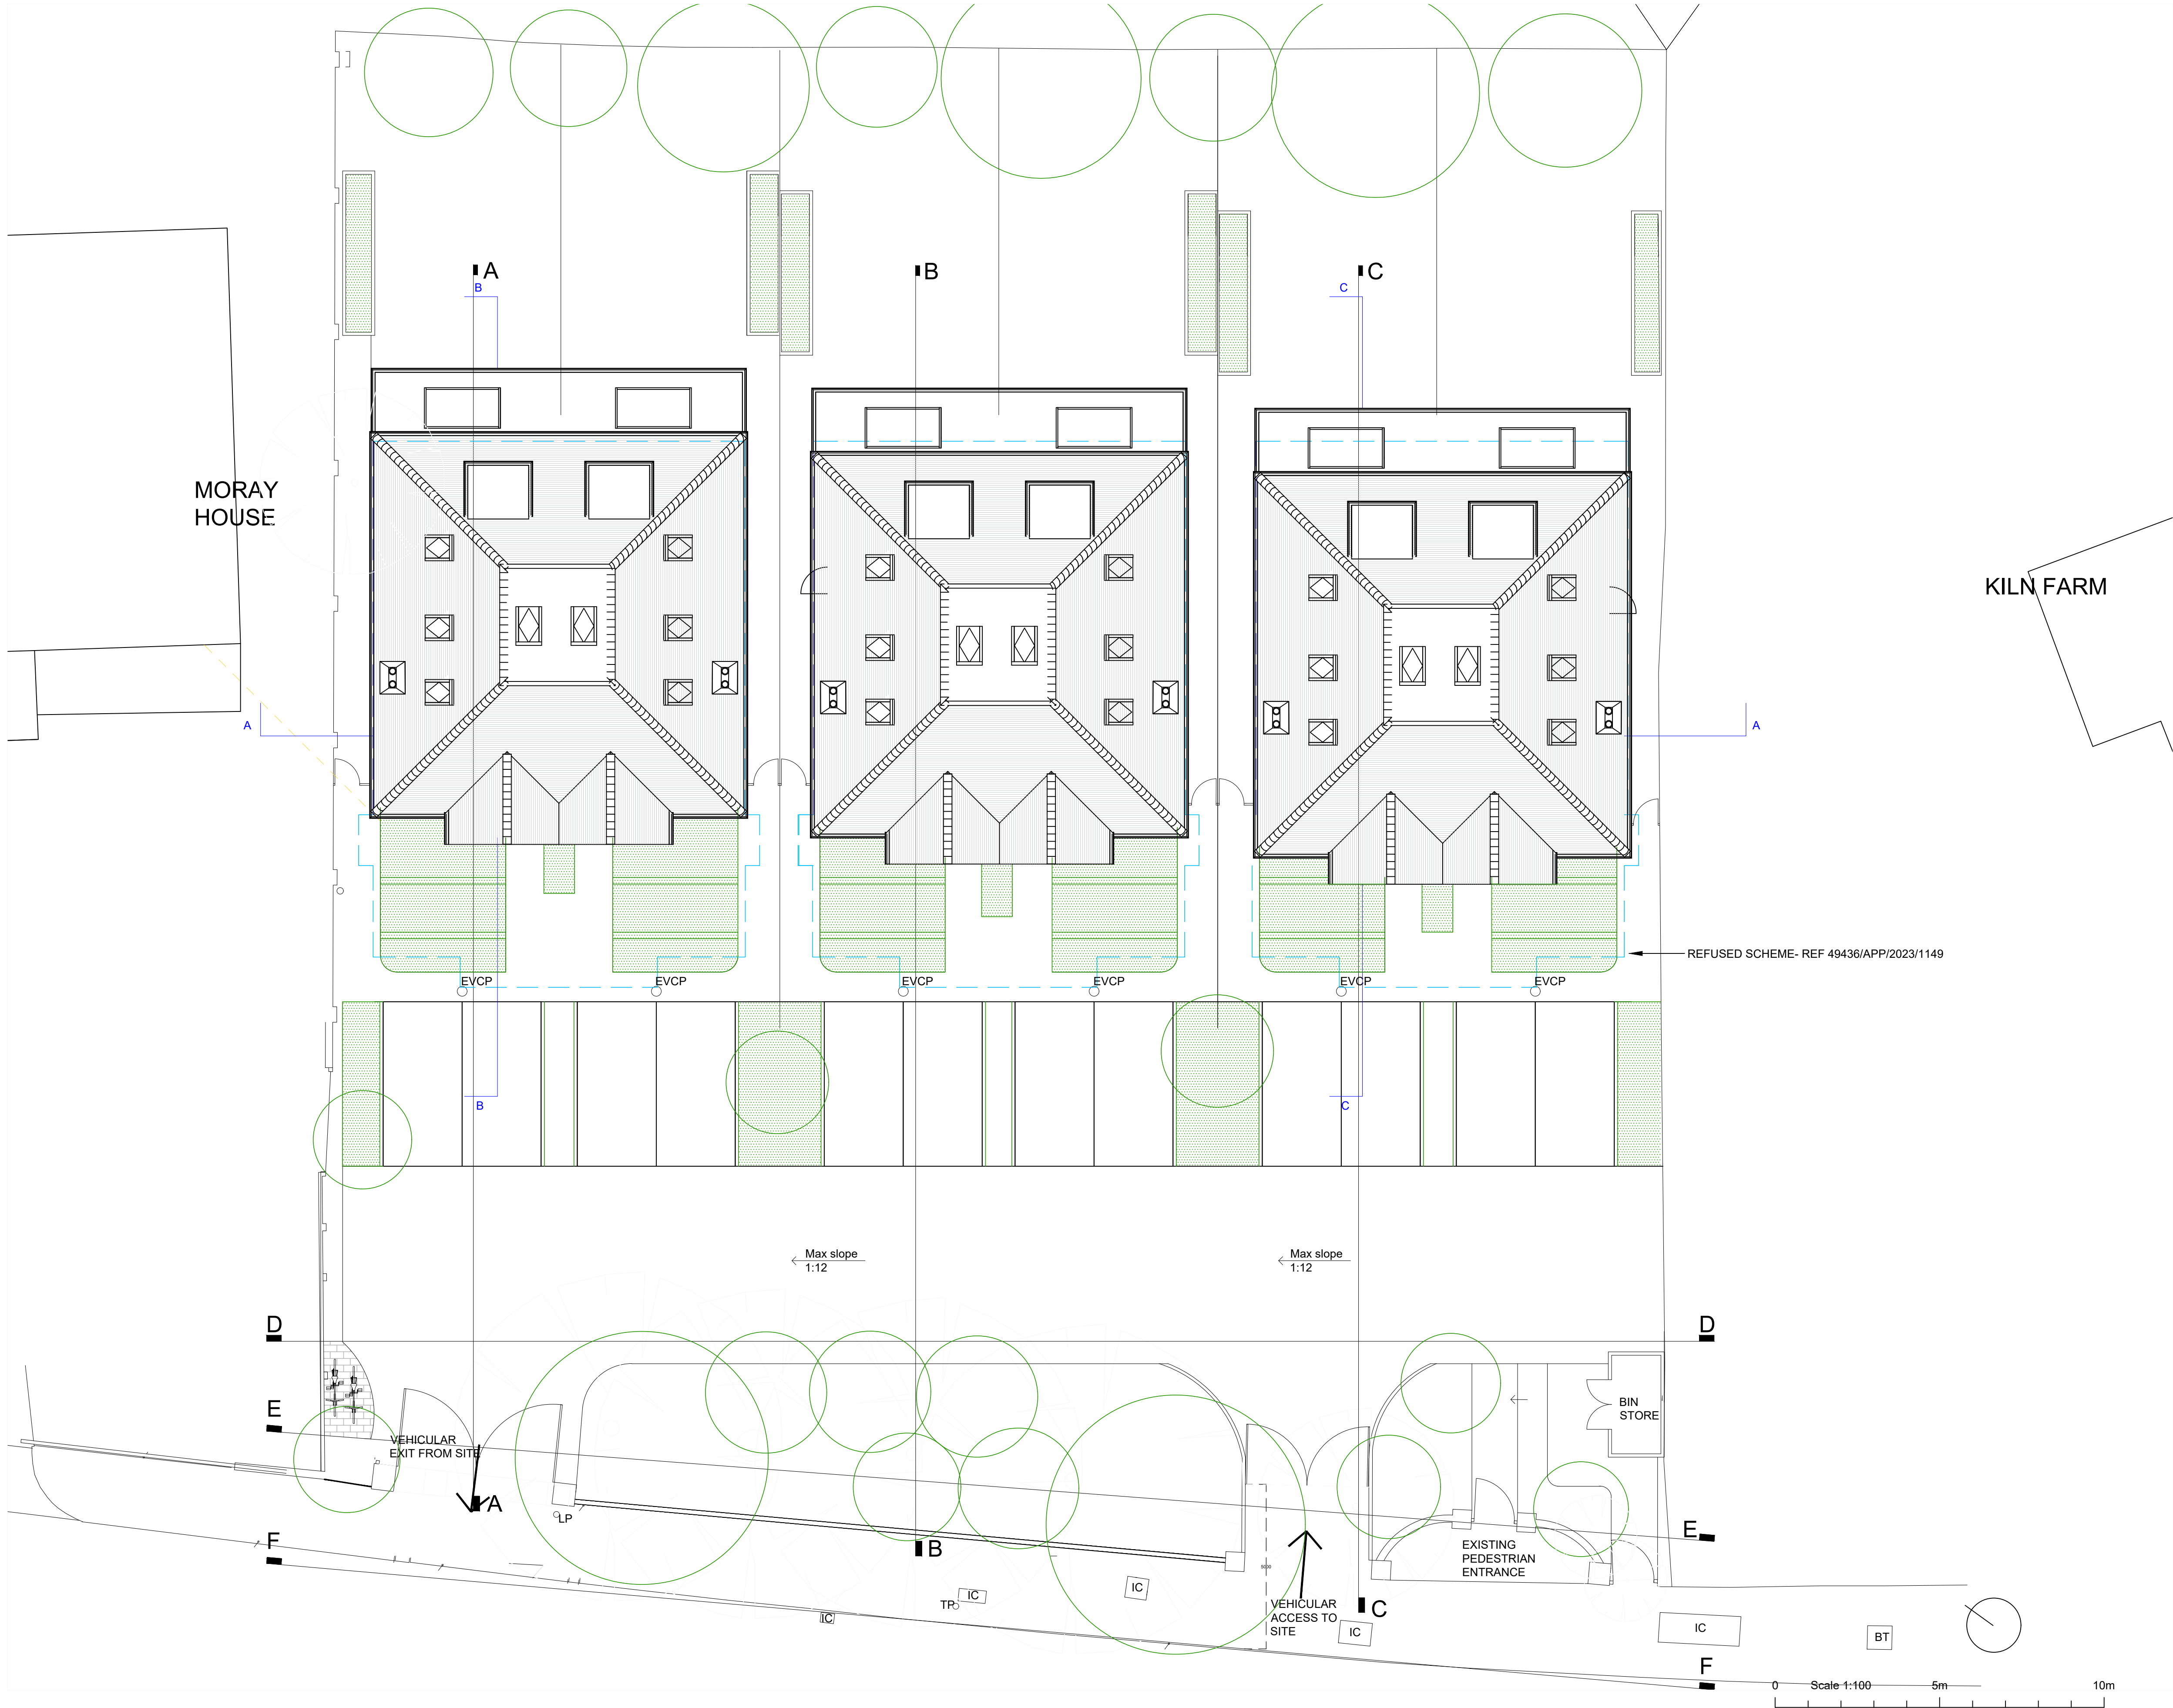 A
B
B
C
C
MORAY
HOUSE
KILN FARM
A
A
REFUSED SCHEME- REF 49436/APP/2023/1149
EVCP
EVCP
EVCP
EVCP
EVCP
EVCP
B
C
Max slope
1:12
Max slope
1:12
D
D
E
BIN
STORE
VEHICULAR
EXIT FROM SITE
A
LP
F
B
E
EXISTING
PEDESTRIAN
ENTRANCE
IC
IC
TP
IC
VEHICULAR
ACCESS TO
SITE
C
IC
IC
BT
F
0 Scale 1:100 5m 10m